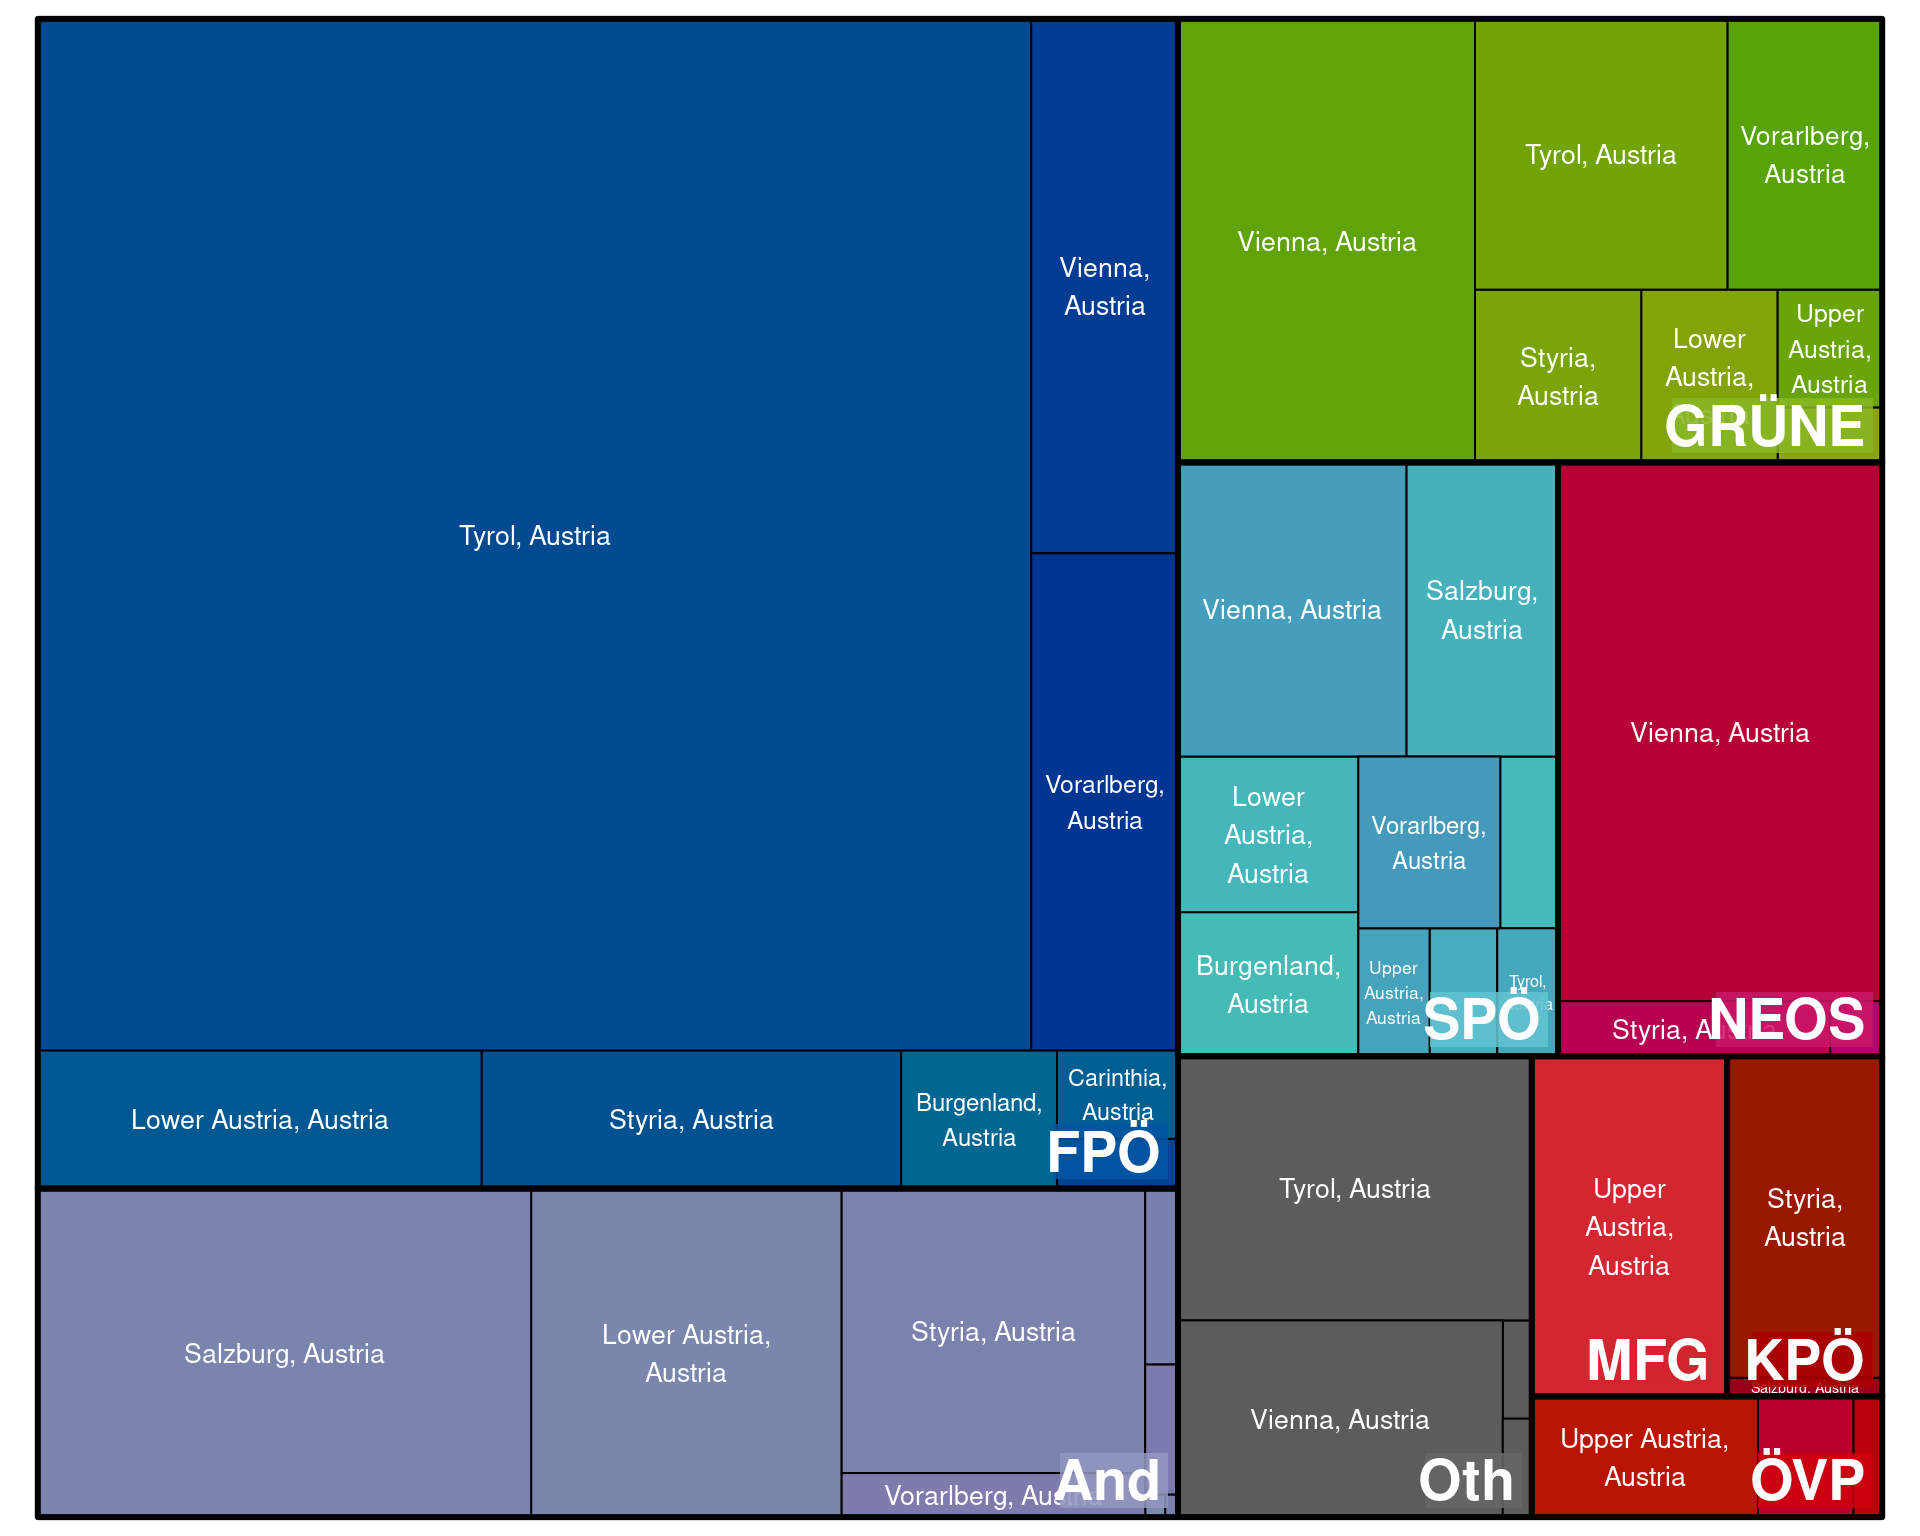 Tyrol, Austria
Vienna,
Austria
Vorarlberg,
Austria
Lower Austria, Austria
Styria, Austria
Burgenland,
Austria
Carinthia,
Austria
FPÖ
Salzburg, Austria
Lower Austria,
Austria
Styria, Austria
Vorarlberg, Austria
And
Vienna, Austria
Tyrol, Austria
Vorarlberg,
Austria
Styria,
Austria
Lower
Austria,
Upper
Austria,
Austria
GRÜNE
Vienna, Austria
Salzburg,
Austria
Lower
Austria,
Austria
Vorarlberg,
Austria
Burgenland,
Austria
Upper
Austria,
Austria
Tyrol,
SPÖ
Vienna, Austria
Styria, Austria
NEOS
Tyrol, Austria
Vienna, Austria
Oth
Upper
Austria,
Austria
MFG
Styria,
Austria
KPÖ
Salzburg, Austria
Upper Austria,
Austria
ÖVP